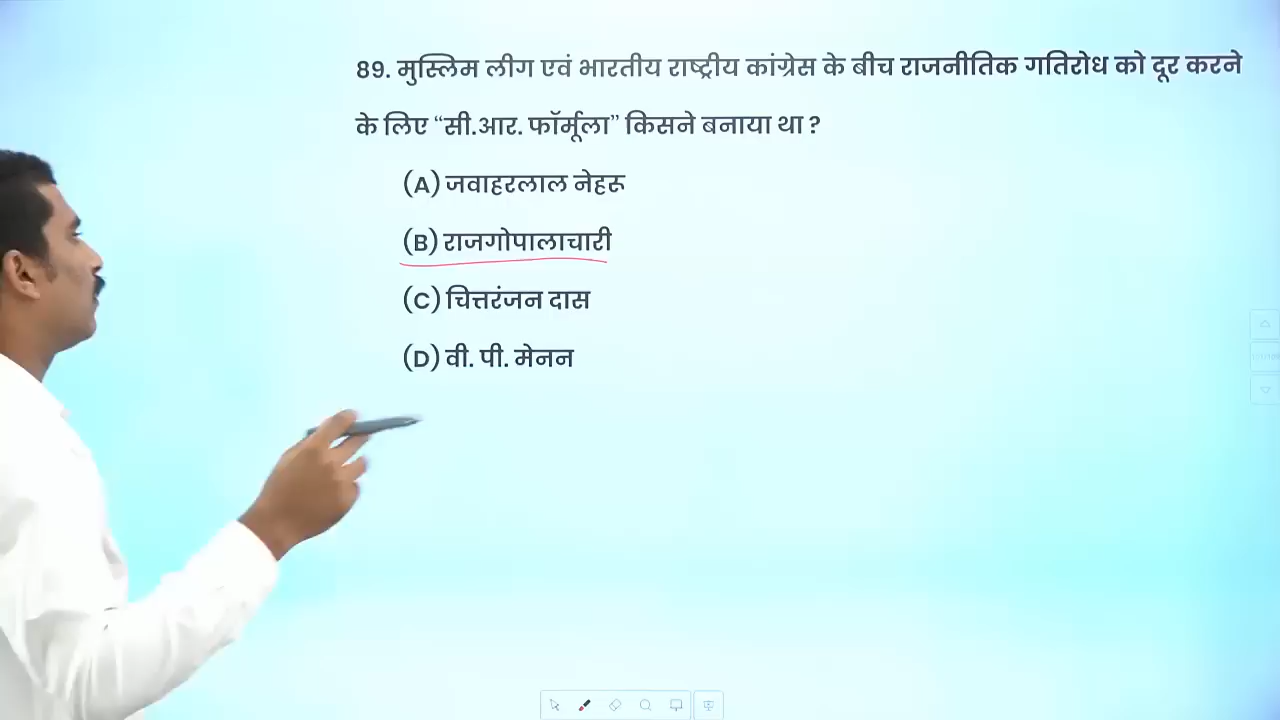 89. मुस्लिम लीग एवं भारतीय राष्ट्रीय कांग्रेस के बीच राजनीतिक गतिरोध को दूर करने
के लिए “सी.आर. फॉर्मूला” किसने बनाया था ?
(A) जवाहरलाल नेहरू
(B) राजगोपालाचारी
(C) चित्तरंजन दास
(D) वी. पी. मेनन